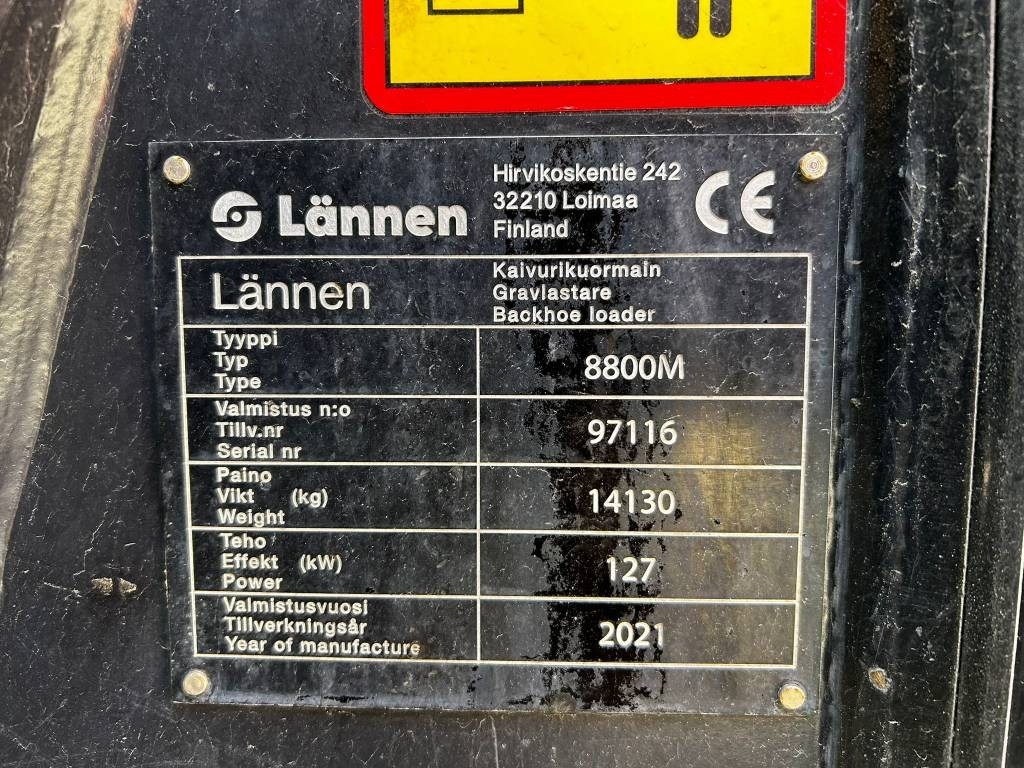 Lännen
Hirvikoskentie 242
32210 Loimaa
Finland
CE
Lännen
Kaivurikuormain
Gravlastare
Backhoe loader
Tyyppi
Typ
Type
8800M
Valmistus n:o
Tillv.nr
Serial nr
97116
Paino
Vikt (kg)
Weight
14130
Teho
Effekt (kW)
Power
127
Valmistusvuosi
Tillverkningsår
Year of manufacture
2021